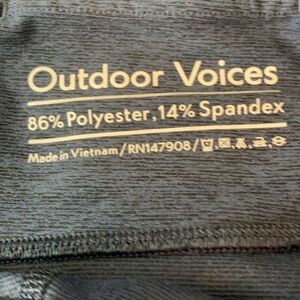 Outdoor Voices
86% Polyester, 14% Spandex
Made in Vietnam / RN147908 /